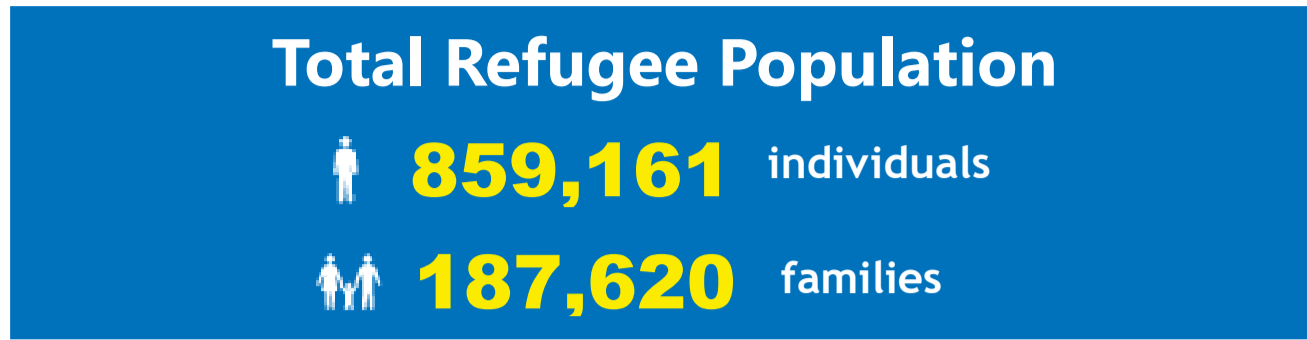 Total Refugee Population
859,161 individuals
187,620 families